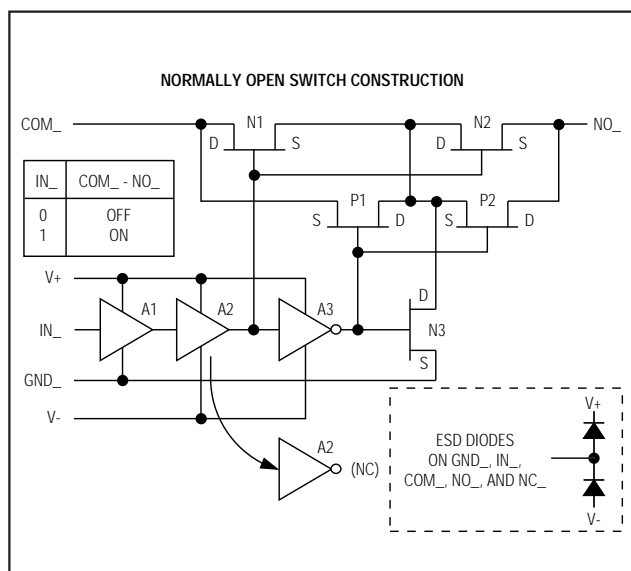 NORMALLY OPEN SWITCH CONSTRUCTION
COM_ N1 N2 NO_
D S D S
IN_ COM_ - NO_
P1 P2
0 OFF
1 ON
S D S D
V+
A1 A2 A3 D
IN_ N3
S
GND_
V-
A2
(NC)
V+
ESD DIODES
ON GND_, IN_,
COM_, NO_, AND NC_
V-